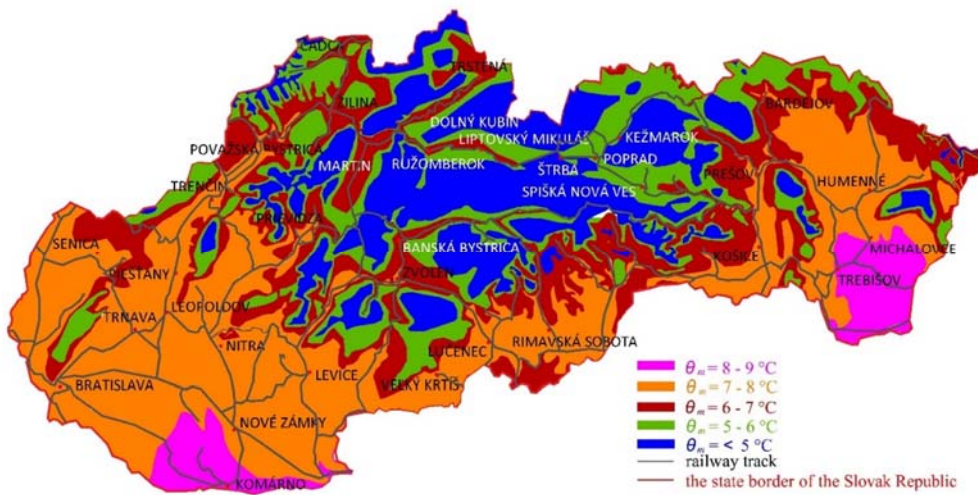 ČADCA
TRSTENÁ
ŽILINA
BARDEJOV
DOLNÝ KUBÍN
LIPTOVSKÝ MIKULÁŠ
KEŽMAROK
POVAŽSKÁ BYSTRICA
MARTIN
RUŽOMBEROK
POPRAD
ŠTRBA
PREŠOV
TRENČÍN
HUMENNÉ
SPIŠKÁ NOVÁ VES
PRIEVIDZA
SENICA
BANSKÁ BYSTRICA
MICHALOVCE
KOŠICE
PIEŠŤANY
ZVOLEN
TREBIŠOV
LEOPOLDOV
TRNAVA
RIMAVSKÁ SOBOTA
NITRA
LUČENEC
LEVICE
BRATISLAVA
VEĽKÝ KRTÍŠ
NOVÉ ZÁMKY
KOMÁRNO
θm = 8 - 9 °C
θm = 7 - 8 °C
θm = 6 - 7 °C
θm = 5 - 6 °C
θm = < 5 °C
railway track
the state border of the Slovak Republic